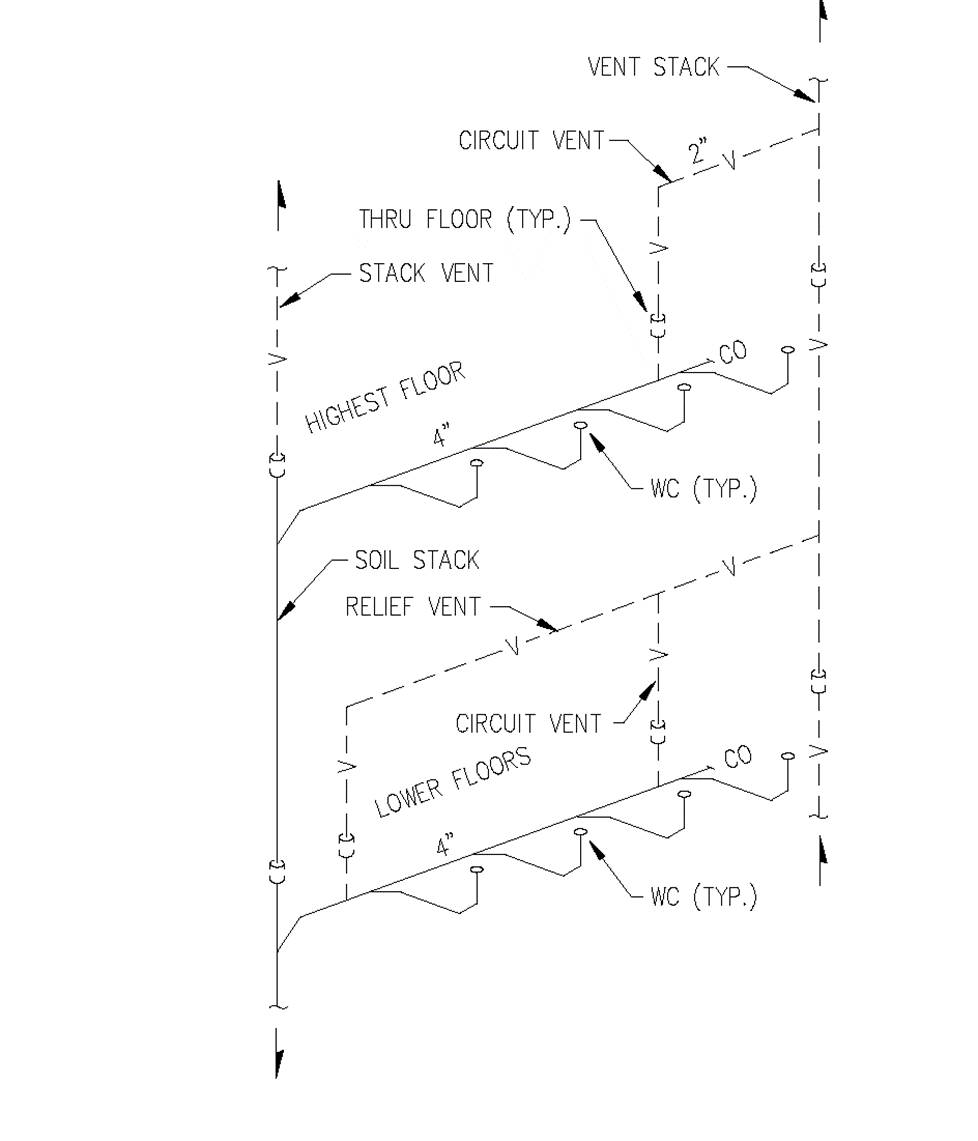 VENT STACK
CIRCUIT VENT
2"
V
THRU FLOOR (TYP.)
V
STACK VENT
V
V
CO
HIGHEST FLOOR
4"
WC (TYP.)
SOIL STACK
V
RELIEF VENT
V
V
CIRCUIT VENT
V
CO
V
LOWER FLOORS
4"
WC (TYP.)